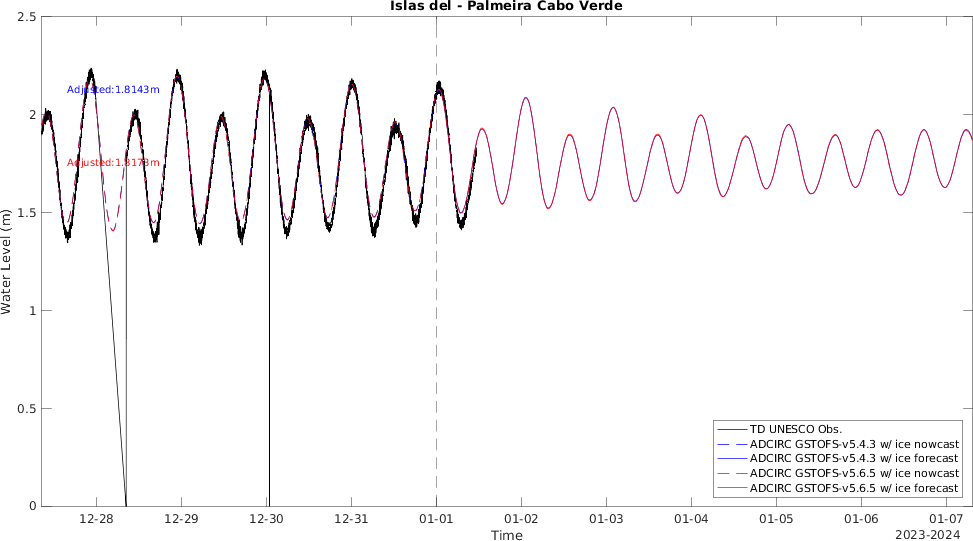 Islas del - Palmeira Cabo Verde
2.5
2
1.5
1
0.5
0
Water Level (m)
Adjusted:1.8143m
Adjusted:1.8173m
TD UNESCO Obs.
ADCIRC GSTOFS-v5.4.3 w/ ice nowcast
ADCIRC GSTOFS-v5.4.3 w/ ice forecast
ADCIRC GSTOFS-v5.6.5 w/ ice nowcast
ADCIRC GSTOFS-v5.6.5 w/ ice forecast
12-28 12-29 12-30 12-31 01-01 01-02 01-03 01-04 01-05 01-06 01-07
Time
2023-2024